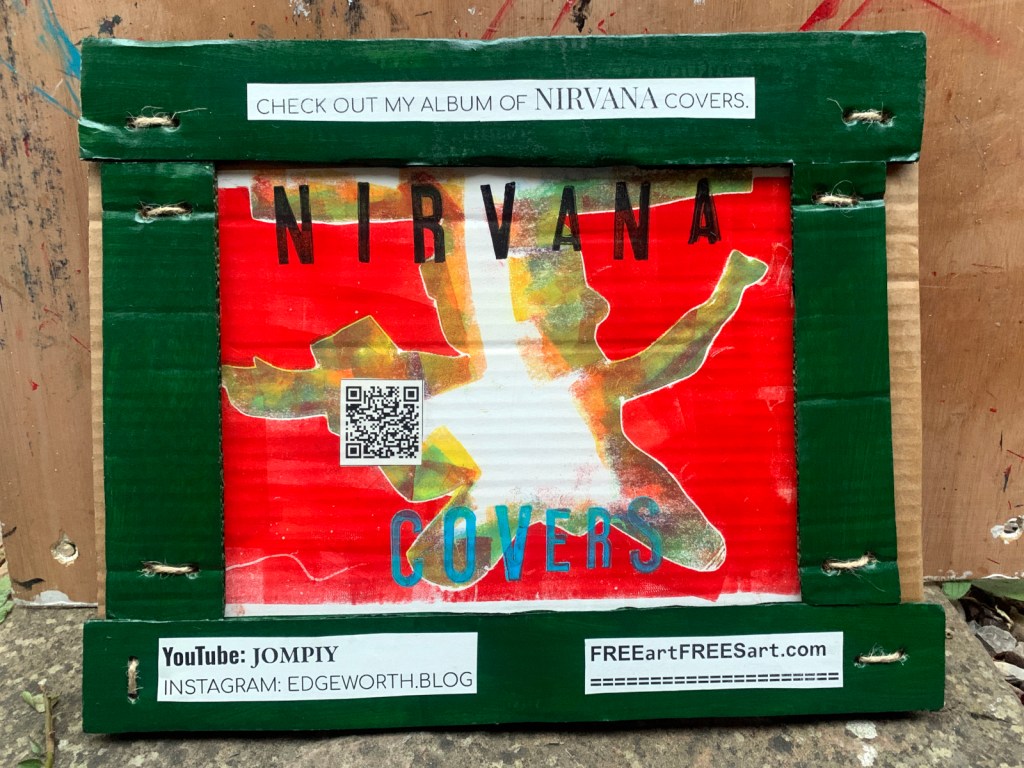 CHECK OUT MY ALBUM OF NIRVANA COVERS.
NIRVANA
COVERS
YouTube: JOMPIY
INSTAGRAM: EDGEWORTH.BLOG
FREEartFREESart.com
======================